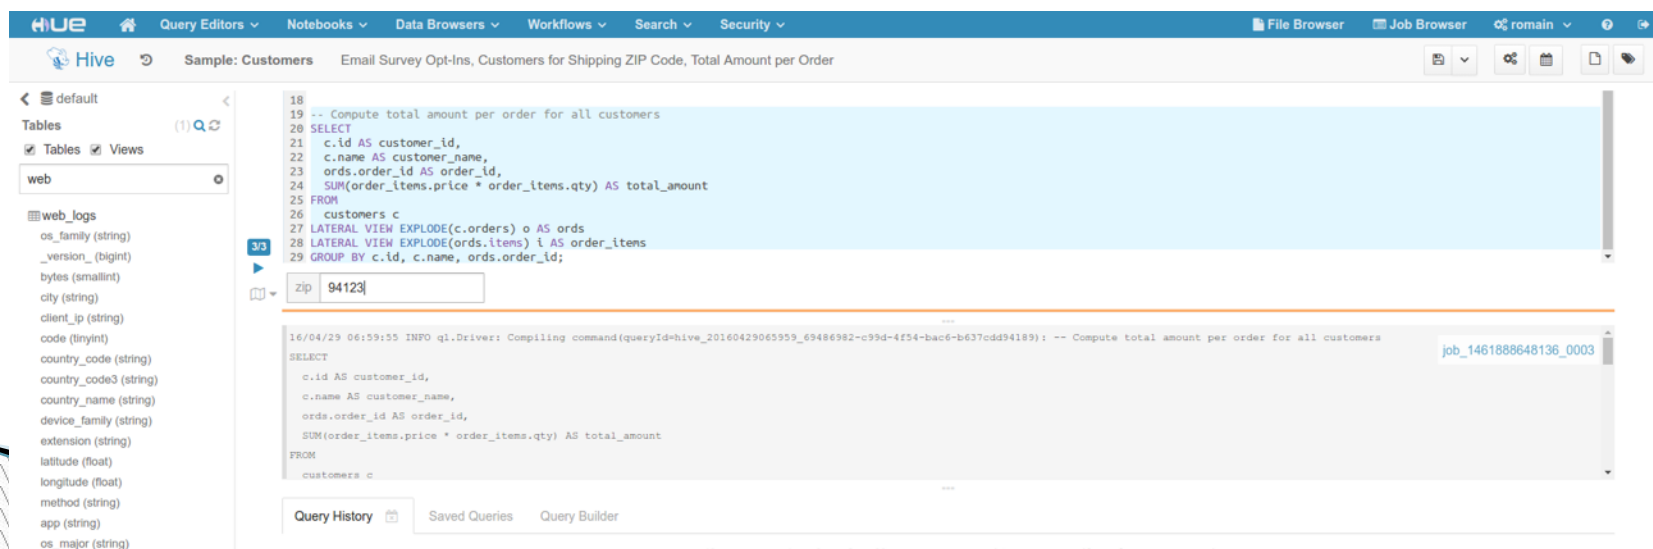 HUE Query Editors Notebooks Data Browsers Workflows Search Security File Browser Job Browser romain
Hive Sample: Customers Email Survey Opt-Ins, Customers for Shipping ZIP Code, Total Amount per Order
default
Tables (1)
Tables Views
web
web_logs
os_family (string)
_version_ (bigint)
bytes (smallint)
city (string)
client_ip (string)
code (tinyint)
country_code (string)
country_code3 (string)
country_name (string)
device_family (string)
extension (string)
latitude (float)
longitude (float)
method (string)
app (string)
os_major (string)
18
19 -- Compute total amount per order for all customers
20 SELECT
21 c.id AS customer_id,
22 c.name AS customer_name,
23 ords.order_id AS order_id,
24 SUM(order_items.price * order_items.qty) AS total_amount
25 FROM
26 customers c
27 LATERAL VIEW EXPLODE(c.orders) o AS ords
28 LATERAL VIEW EXPLODE(ords.items) i AS order_items
29 GROUP BY c.id, c.name, ords.order_id;
3/3
zip 94123
16/04/29 06:59:55 INFO ql.Driver: Compiling command(queryId=hive_20160429065959_69486982-c99d-4f54-bac6-b637cdd94189): -- Compute total amount per order for all customers
SELECT
c.id AS customer_id,
c.name AS customer_name,
ords.order_id AS order_id,
SUM(order_items.price * order_items.qty) AS total_amount
FROM
customers c
job_1461888648136_0003
Query History Saved Queries Query Builder